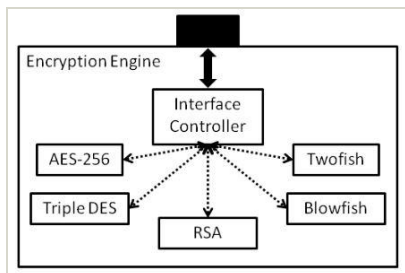 Encryption Engine
Interface
Controller
AES-256
Twofish
Triple DES
Blowfish
RSA